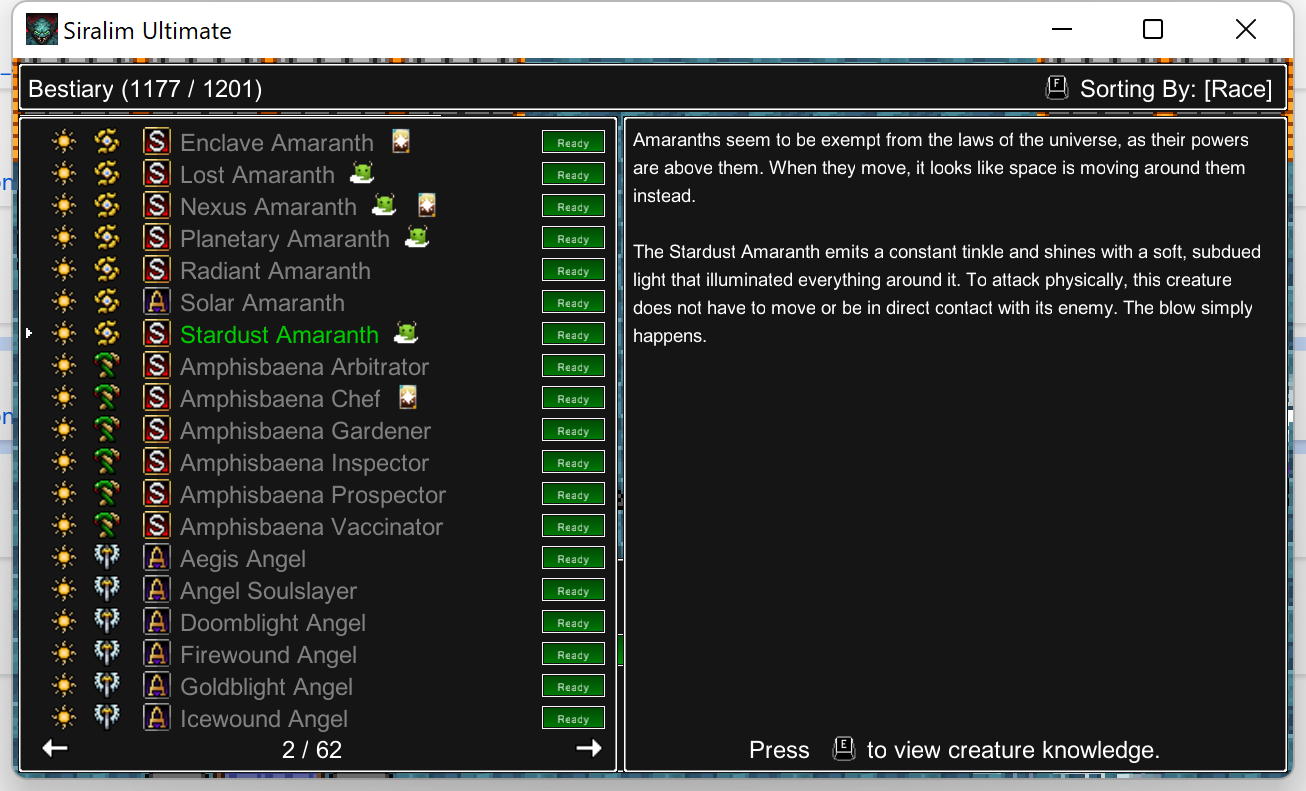 Siralim Ultimate
Bestiary (1177 / 1201)
F Sorting By: [Race]
S Enclave Amaranth Ready
S Lost Amaranth Ready
S Nexus Amaranth Ready
S Planetary Amaranth Ready
S Radiant Amaranth Ready
A Solar Amaranth Ready
S Stardust Amaranth Ready
S Amphisbaena Arbitrator Ready
S Amphisbaena Chef Ready
S Amphisbaena Gardener Ready
S Amphisbaena Inspector Ready
S Amphisbaena Prospector Ready
S Amphisbaena Vaccinator Ready
A Aegis Angel Ready
A Angel Soulslayer Ready
A Doomblight Angel Ready
A Firewound Angel Ready
A Goldblight Angel Ready
A Icewound Angel Ready
2 / 62
Amaranths seem to be exempt from the laws of the universe, as their powers
are above them. When they move, it looks like space is moving around them
instead.
The Stardust Amaranth emits a constant tinkle and shines with a soft, subdued
light that illuminated everything around it. To attack physically, this creature
does not have to move or be in direct contact with its enemy. The blow simply
happens.
Press E to view creature knowledge.